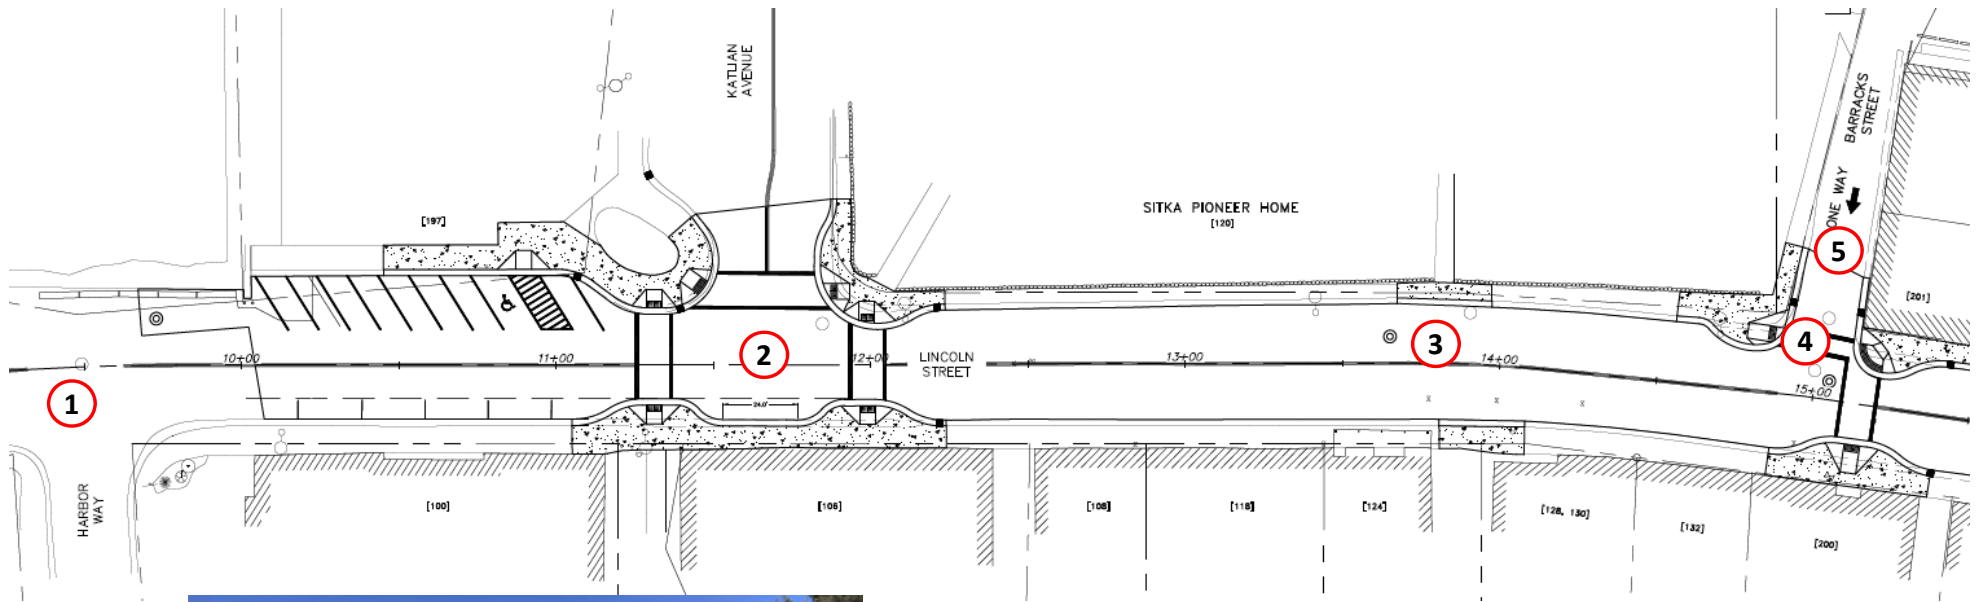 KATLIAN
AVENUE
BARRACKS
STREET
ONE WAY
5
SITKA PIONEER HOME
[120]
[197]
[201]
4
10+00
11+00
2
12+00
LINCOLN
STREET
13+00
3
14+00
15+00
1
24.0'
HARBOR
WAY
[100]
[106]
[108]
[118]
[124]
[128, 130]
[132]
[200]